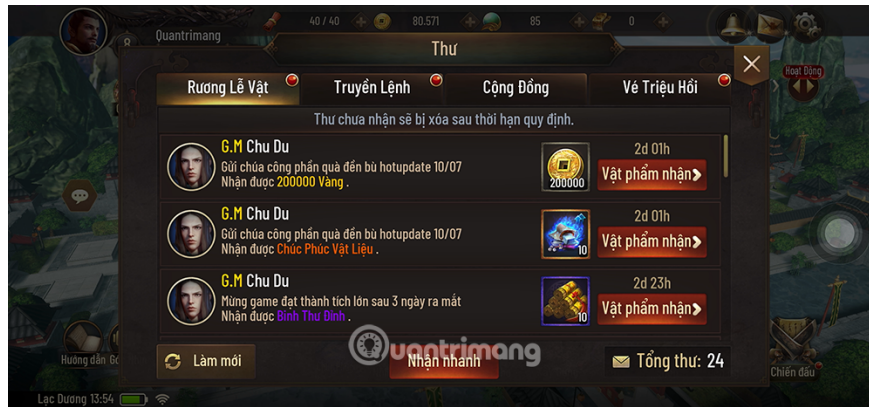 40 / 40
80.571
85
0
8
Quantrimang
Thư
Hoạt Động
Rương Lễ Vật
Truyền Lệnh
Cộng Đồng
Vé Triệu Hồi
Thư chưa nhận sẽ bị xóa sau thời hạn quy định.
G.M Chu Du
Gửi chúa công phần quà đền bù hotupdate 10/07
Nhận được 200000 Vàng .
200000
2d 01h
Vật phẩm nhận
G.M Chu Du
Gửi chúa công phần quà đền bù hotupdate 10/07
Nhận được Chúc Phúc Vật Liệu .
10
2d 01h
Vật phẩm nhận
G.M Chu Du
Mừng game đạt thành tích lớn sau 3 ngày ra mắt
Nhận được Binh Thư Đỉnh .
10
2d 23h
Vật phẩm nhận
Quantrimang
Hướng dẫn
Làm mới
Nhận nhanh
Tổng thư: 24
Chiến đấu
Lạc Dương 13:54